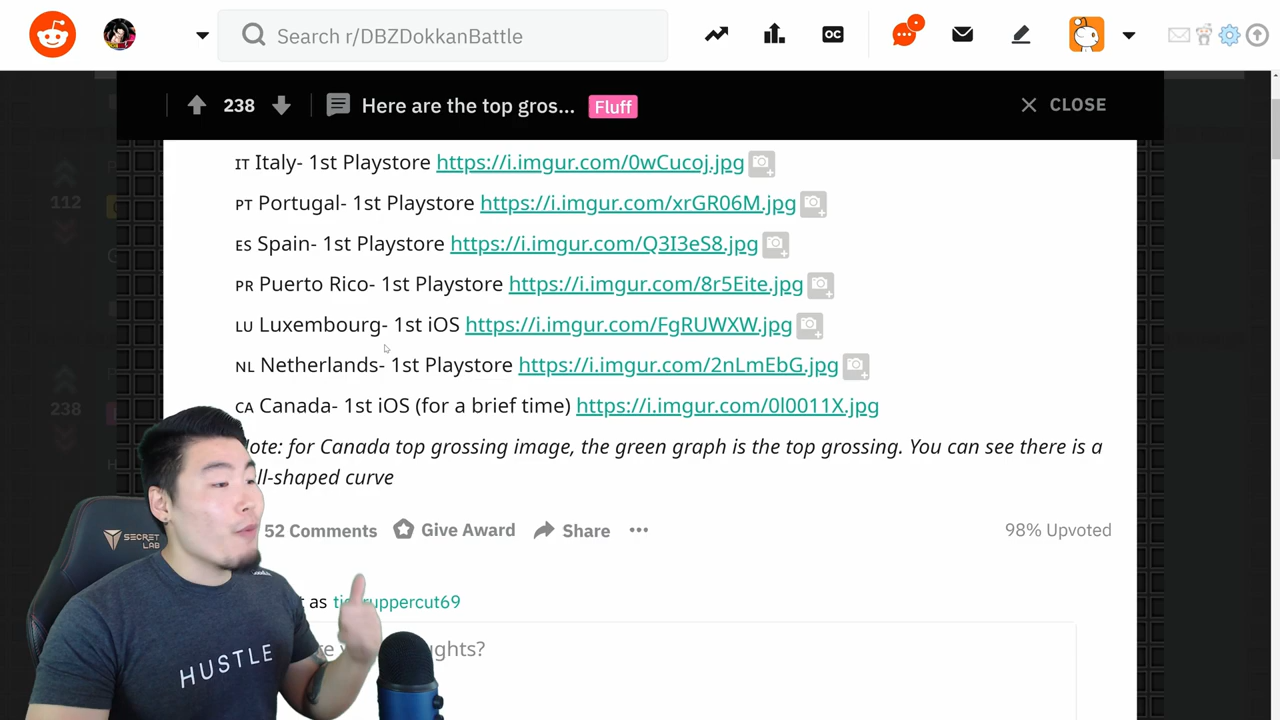 Search r/DBZDokkanBattle
OC
238
Here are the top gros...
Fluff
CLOSE
IT Italy- 1st Playstore https://i.imgur.com/0wCucoj.jpg
PT Portugal- 1st Playstore https://i.imgur.com/xrGR06M.jpg
112
ES Spain- 1st Playstore https://i.imgur.com/Q3I3eS8.jpg
PR Puerto Rico- 1st Playstore https://i.imgur.com/8r5Eite.jpg
LU Luxembourg- 1st iOS https://i.imgur.com/FgRUWXW.jpg
NL Netherlands- 1st Playstore https://i.imgur.com/2nLmEbG.jpg
238
CA Canada- 1st iOS (for a brief time) https://i.imgur.com/0l0011X.jpg
for Canada top grossing image, the green graph is the top grossing. You can see there is a
curve
52 Comments
Give Award
Share
98% Upvoted
SECRET
LAB
as
HUSTLE